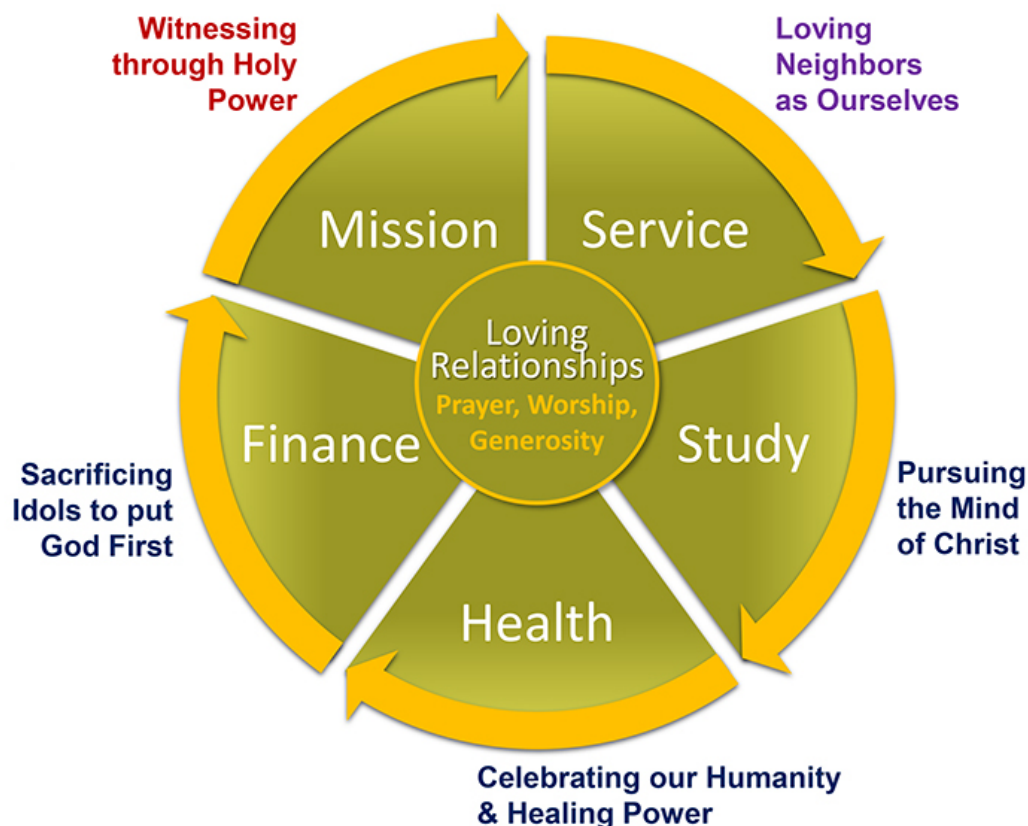 Witnessing
through Holy
Power
Loving
Neighbors
as Ourselves
Mission
Service
Loving
Relationships
Prayer, Worship,
Generosity
Finance
Study
Sacrificing
Idols to put
God First
Pursuing
the Mind
of Christ
Health
Celebrating our Humanity
& Healing Power